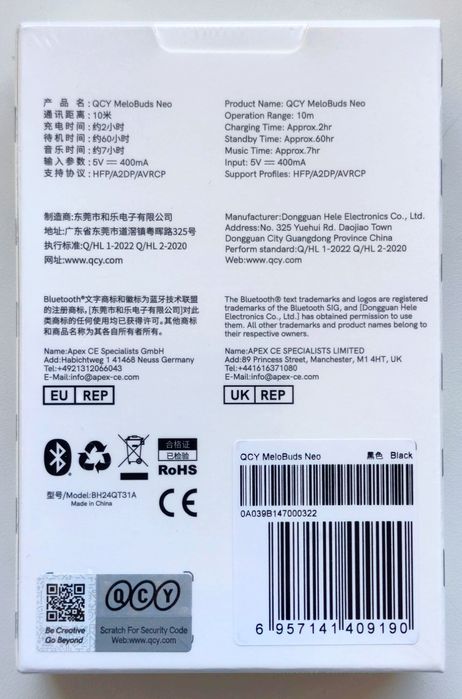 产 品 名 : QCY MeloBuds Neo
通讯距离 : 10米
充电时间 : 约2小时
待机时间 : 约60小时
音乐时间 : 约7小时
输入参数 : 5V ⎓ 400mA
支持协议 : HFP/A2DP/AVRCP
Product Name: QCY MeloBuds Neo
Operation Range: 10m
Charging Time: Approx.2hr
Standby Time: Approx.60hr
Music Time: Approx.7hr
Input: 5V ⎓ 400mA
Support Profiles: HFP/A2DP/AVRCP
制造商:东莞市和乐电子有限公司
地址:广东省东莞市道滘镇粤晖路325号
执行标准:Q/HL 1-2022 Q/HL 2-2020
网址:www.qcy.com
Manufacturer:Dongguan Hele Electronics Co., Ltd.
Address:No. 325 Yuehui Rd. Daojiao Town
Dongguan City Guangdong Province China
Perform standard:Q/HL 1-2022 Q/HL 2-2020
Web:www.qcy.com
Bluetooth®文字商标和徽标为蓝牙技术联盟
的注册商标,[东莞市和乐电子有限公司]对此
类商标的任何使用均已获得许可。其他商标
和商品名称为其各自所有者所有。
The Bluetooth® text trademarks and logos are registered
trademarks of the Bluetooth SIG, and [Dongguan Hele
Electronics Co., Ltd.] has obtained permission to use
them. All other trademarks and product names belong to
their respective owners.
Name:Apex CE Specialists GmbH
Add:Habichtweg 1 41468 Neuss Germany
Tel:+4921312066043
E-Mail:info@apex-ce.com
EU REP
Name:APEX CE SPECIALISTS LIMITED
Add:89 Princess Street, Manchester, M1 4HT, UK
Tel:+441616371080
E-Mail:info@apex-ce.com
UK REP
合格证
已检验
RoHS
型号/Model:BH24QT31A
Made in China
CE
QCY MeloBuds Neo 黑色 Black
0A039B147000322
6 957141 409190
QCY
Be Creative
Go Beyond
Scratch For Security Code
Web:www.qcy.com